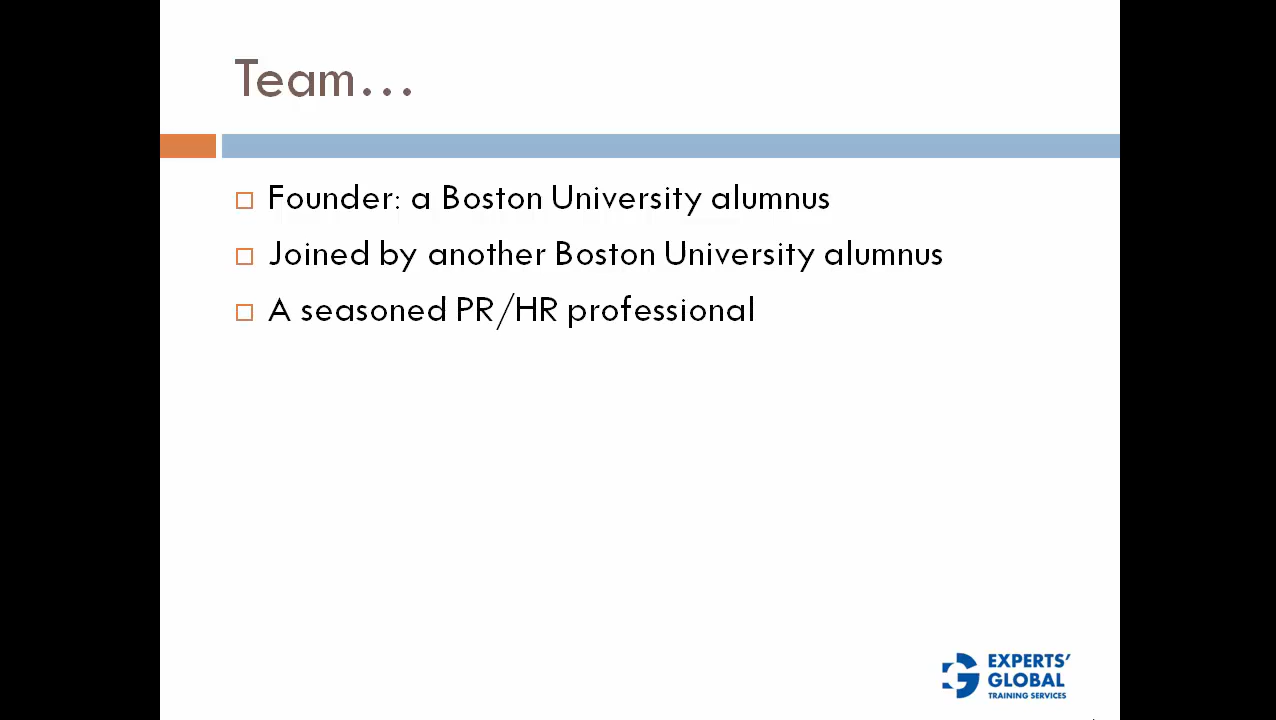 Team...
Founder: a Boston University alumnus
Joined by another Boston University alumnus
A seasoned PR/HR professional
EXPERTS’
GLOBAL
TRAINING SERVICES